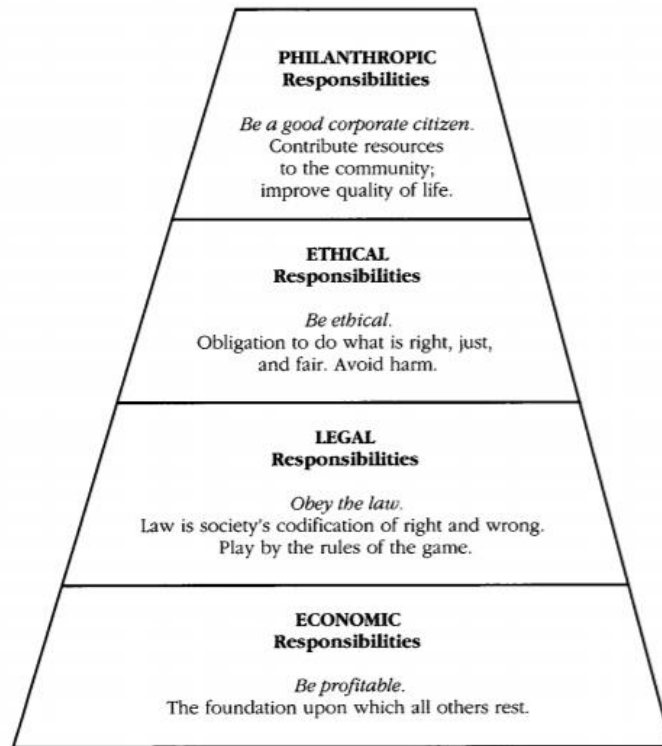 PHILANTHROPIC
Responsibilities
Be a good corporate citizen.
Contribute resources
to the community;
improve quality of life.
ETHICAL
Responsibilities
Be ethical.
Obligation to do what is right, just,
and fair. Avoid harm.
LEGAL
Responsibilities
Obey the law.
Law is society's codification of right and wrong.
Play by the rules of the game.
ECONOMIC
Responsibilities
Be profitable.
The foundation upon which all others rest.